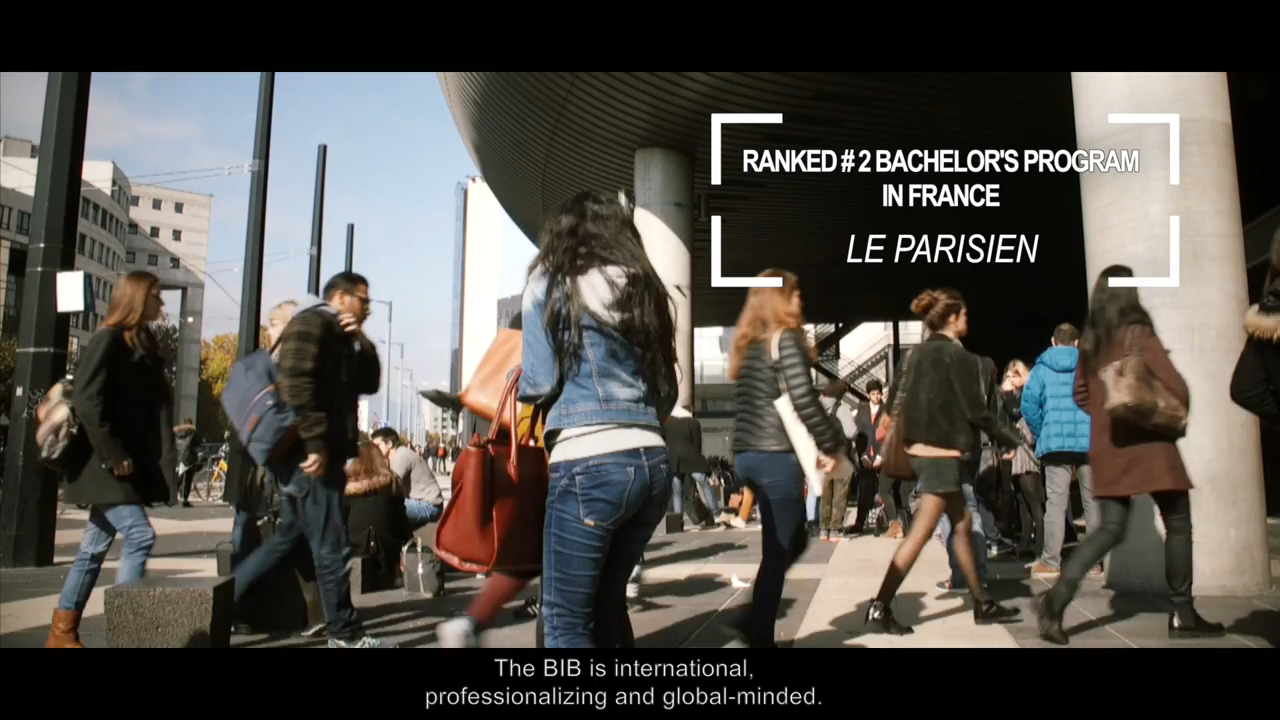 RANKED # 2 BACHELOR'S PROGRAM
IN FRANCE
LE PARISIEN
The BIB is international,
professionalizing and global-minded.